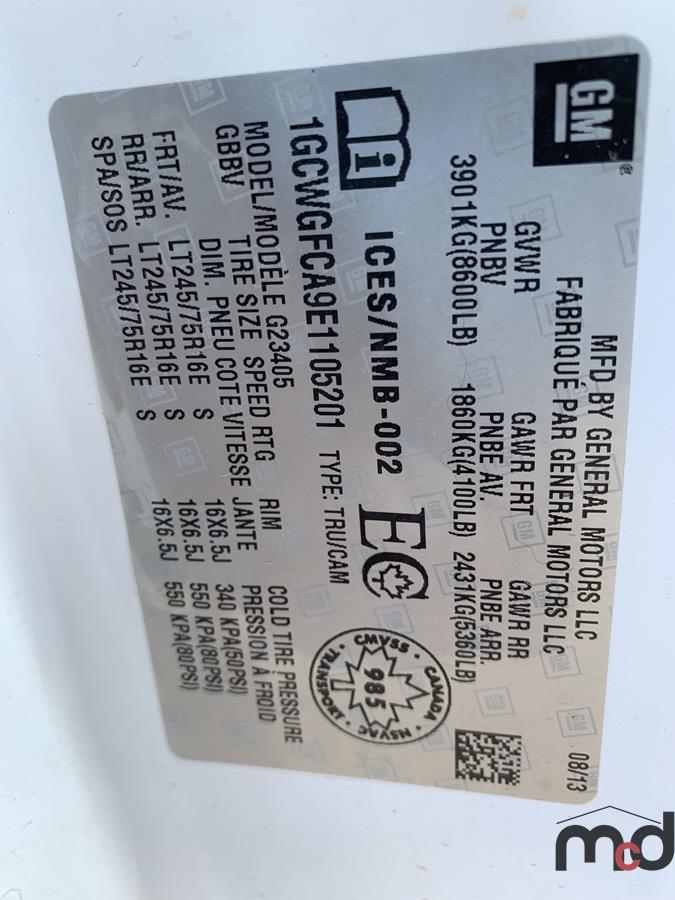 GM
®
MFD BY GENERAL MOTORS LLC 08/13
FABRIQUÉ PAR GENERAL MOTORS LLC
GVWR GAWR FRT GAWR RR
PNBV PNBE AV. PNBE ARR.
3901KG(8600LB) 1860KG(4100LB) 2431KG(5360LB)
i ICES/NMB-002 EC
CMVSS · CANADA · NSVAC · TRANSPORT ·
985
1GCWGFCA9E1105201 TYPE: TRU/CAM
MODEL/MODÈLE G23405
GBBV TIRE SIZE SPEED RTG RIM COLD TIRE PRESSURE
DIM. PNEU COTE VITESSE JANTE PRESSION À FROID
FRT/AV. LT245/75R16E S 16X6.5J 340 KPA(50PSI)
RR/ARR. LT245/75R16E S 16X6.5J 550 KPA(80PSI)
SPA/SOS LT245/75R16E S 16X6.5J 550 KPA(80PSI)
mcd